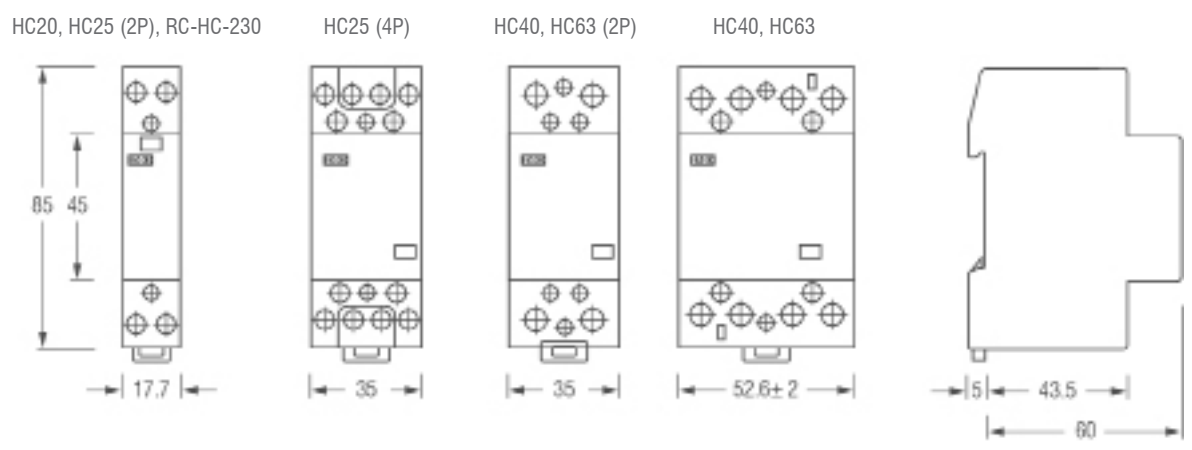 HC20, HC25 (2P), RC-HC-230
HC25 (4P)
HC40, HC63 (2P)
HC40, HC63
85
45
17.7
35
35
52.6± 2
5
43.5
60